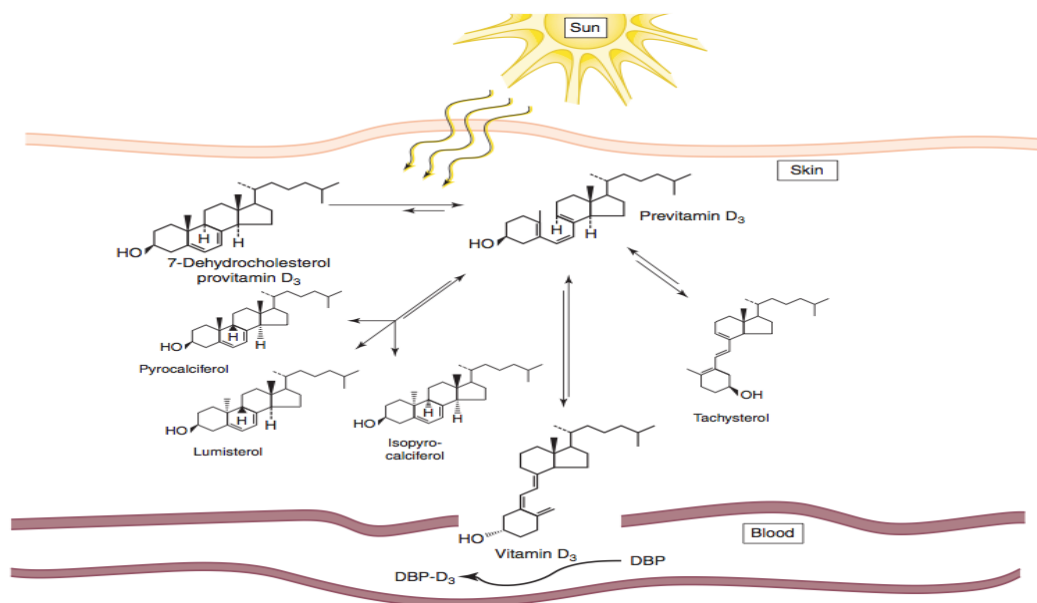 Sun
Skin
Previtamin D3
H
H
HO
H
H
HO
7-Dehydrocholesterol
provitamin D3
H
H
HO
Pyrocalciferol
H
H
HO
Lumisterol
H
H
HO
Isopyro-
calciferol
OH
Tachysterol
HO
Vitamin D3
Blood
DBP
DBP-D3